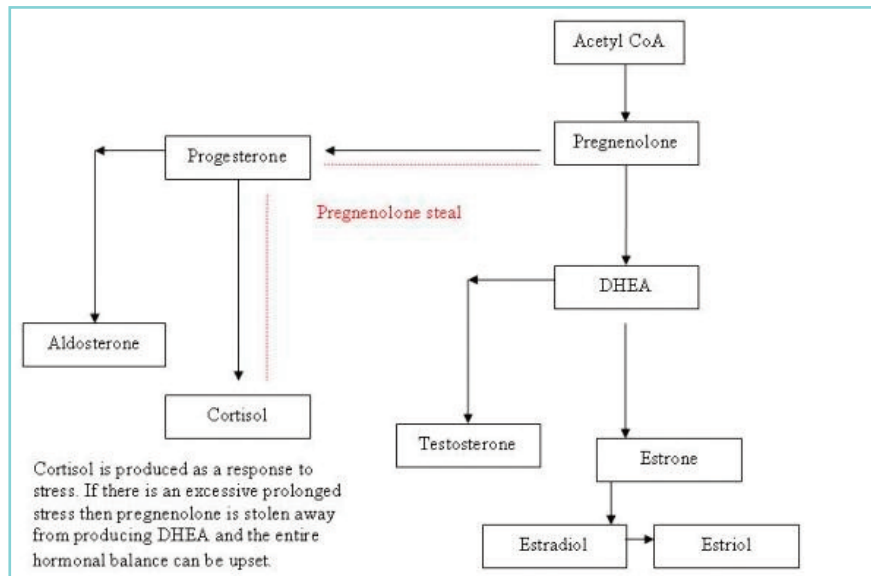 Acetyl CoA
Pregnenolone
Progesterone
Pregnenolone steal
DHEA
Aldosterone
Cortisol
Testosterone
Estrone
Cortisol is produced as a response to
stress. If there is an excessive prolonged
stress then pregnenolone is stolen away
from producing DHEA and the entire
hormonal balance can be upset.
Estradiol
Estriol